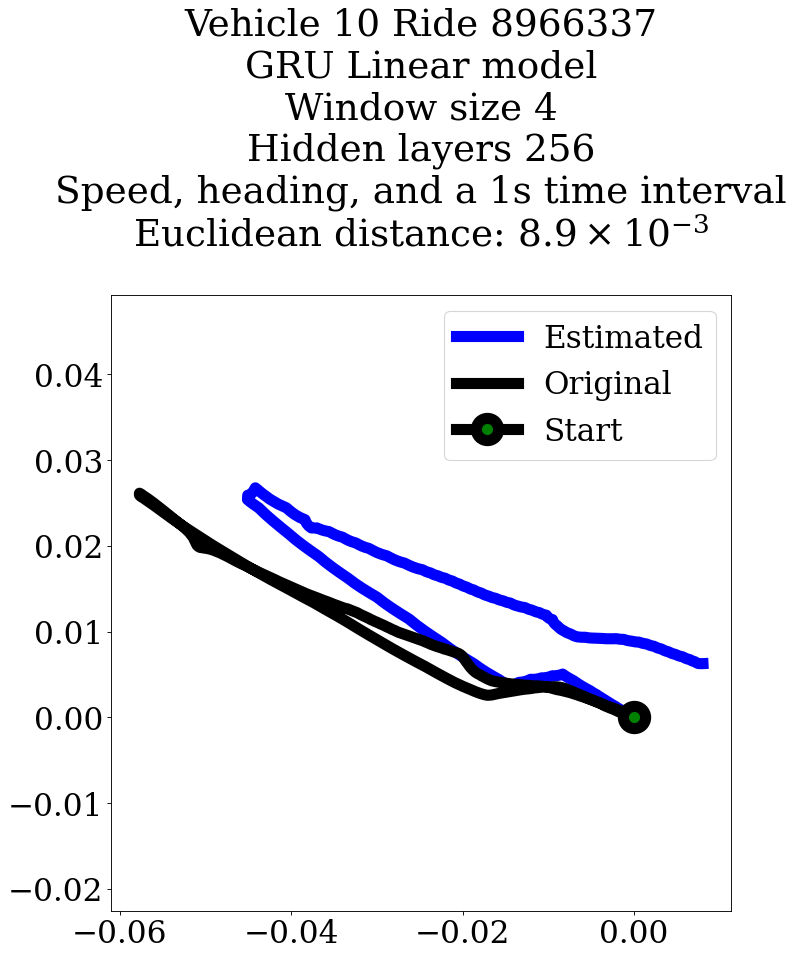 Vehicle 10 Ride 8966337
GRU Linear model
Window size 4
Hidden layers 256
Speed, heading, and a 1s time interval
Euclidean distance: 8.9 × 10⁻³
Estimated
Original
Start
0.04
0.03
0.02
0.01
0.00
−0.01
−0.02
−0.06 −0.04 −0.02 0.00